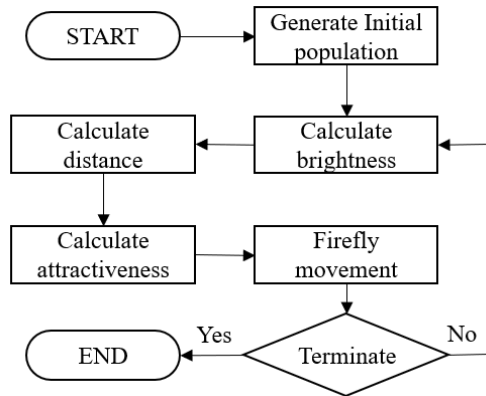 START
Generate Initial
population
Calculate
brightness
Calculate
distance
Calculate
attractiveness
Firefly
movement
Terminate
Yes
No
END